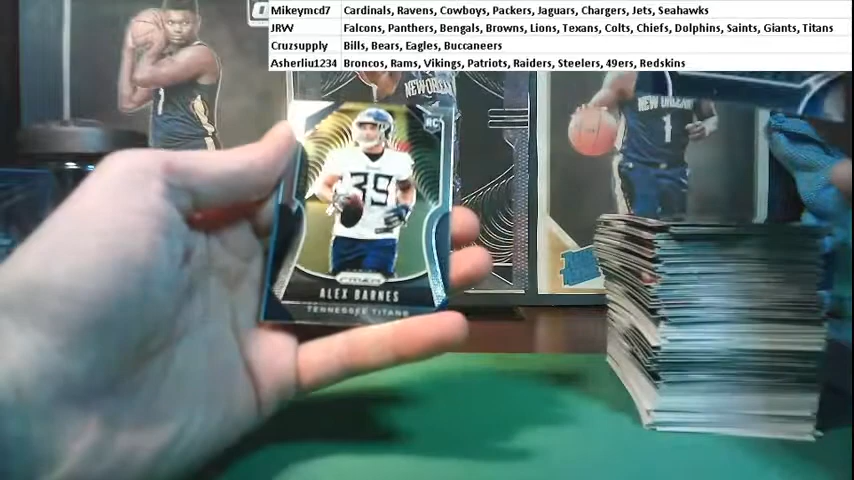 Mikeymcd7 Cardinals, Ravens, Cowboys, Packers, Jaguars, Chargers, Jets, Seahawks
JRW Falcons, Panthers, Bengals, Browns, Lions, Texans, Colts, Chiefs, Dolphins, Saints, Giants, Titans
Cruzsupply Bills, Bears, Eagles, Buccaneers
Asherliu1234 Broncos, Rams, Vikings, Patriots, Raiders, Steelers, 49ers, Redskins
NEW ORLEANS
1
RC
39
PRIZM
ALEX BARNES
TENNESSEE TITANS